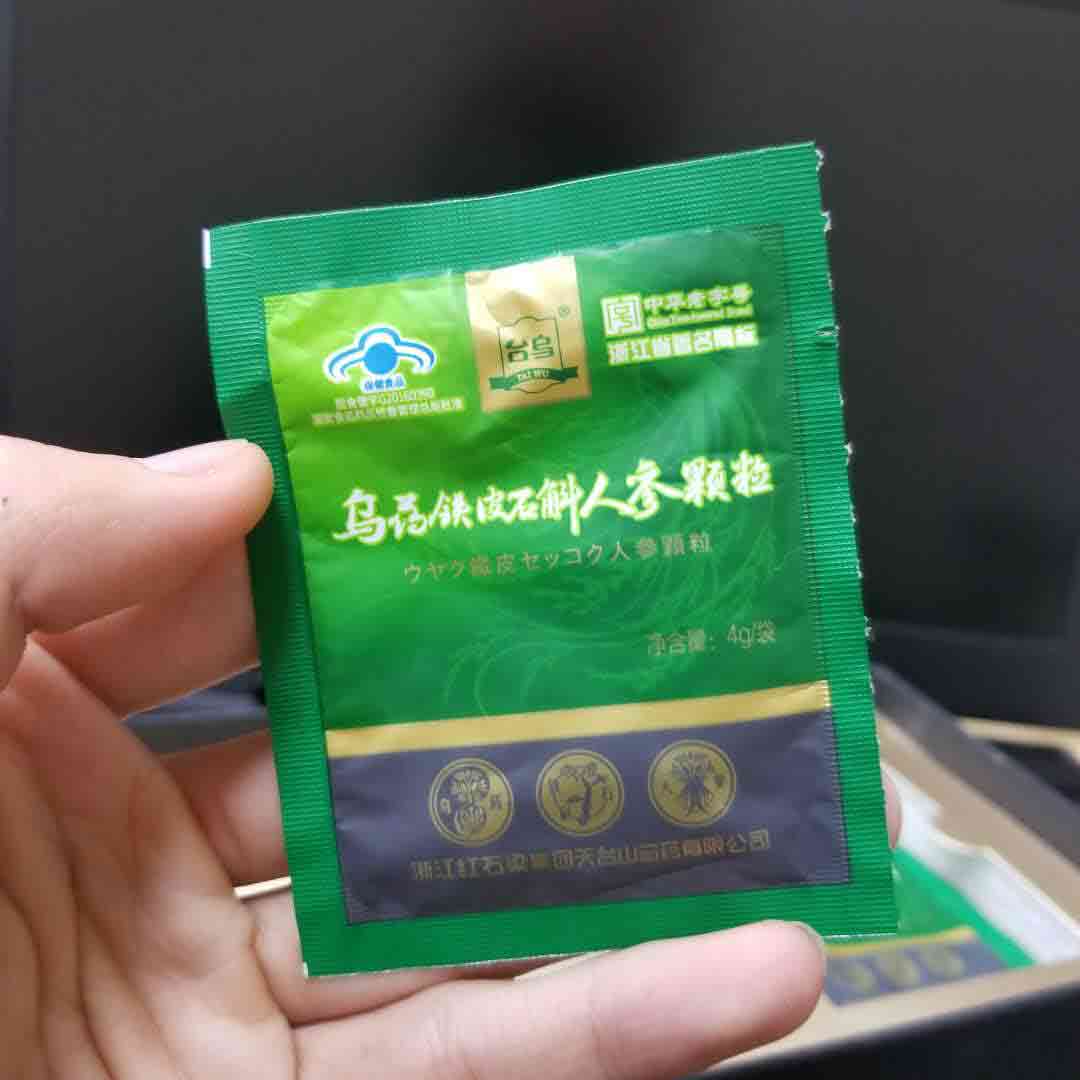 中华老字号
China Time-honored Brand
浙江省著名商标
台乌®
TAI WU
保健食品
乌药铁皮石斛人参颗粒
ウヤク鐵皮セッコク人參顆粒
净含量：4g/袋
浙江红石梁集团天台山乌药有限公司